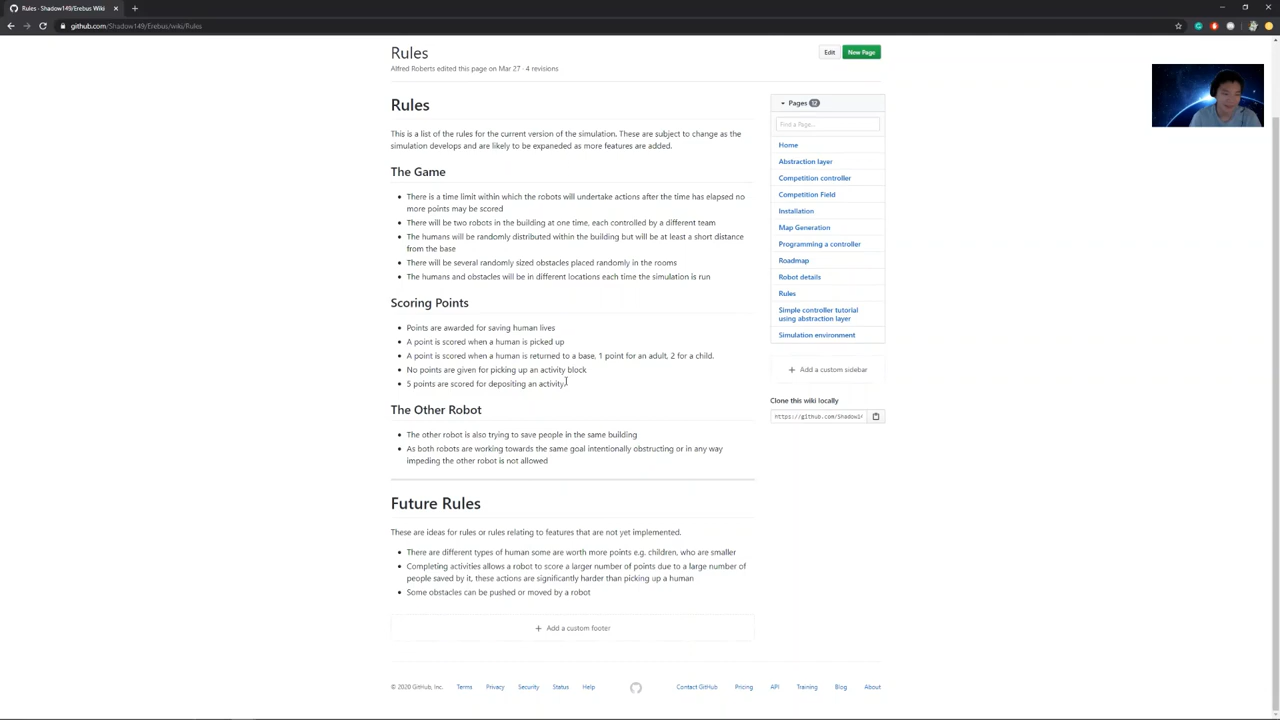 Rules · Shadow149/Erebus Wiki
github.com/Shadow149/Erebus/wiki/Rules
Rules
Edit
New Page
Alfred Roberts edited this page on Mar 27 · 4 revisions
Rules
This is a list of the rules for the current version of the simulation. These are subject to change as the
simulation develops and are likely to be expaneded as more features are added.
The Game
There is a time limit within which the robots will undertake actions after the time has elapsed no
more points may be scored
There will be two robots in the building at one time, each controlled by a different team
The humans will be randomly distributed within the building but will be at least a short distance
from the base
There will be several randomly sized obstacles placed randomly in the rooms
The humans and obstacles will be in different locations each time the simulation is run
Scoring Points
Points are awarded for saving human lives
A point is scored when a human is picked up
A point is scored when a human is returned to a base, 1 point for an adult, 2 for a child.
No points are given for picking up an activity block
5 points are scored for depositing an activity.
The Other Robot
The other robot is also trying to save people in the same building
As both robots are working towards the same goal intentionally obstructing or in any way
impeding the other robot is not allowed
Future Rules
These are ideas for rules or rules relating to features that are not yet implemented.
There are different types of human some are worth more points e.g. children, who are smaller
Completing activities allows a robot to score a larger number of points due to a large number of
people saved by it, these actions are significantly harder than picking up a human
Some obstacles can be pushed or moved by a robot
Add a custom footer
Pages 12
Find a Page...
Home
Abstraction layer
Competition controller
Competition Field
Installation
Map Generation
Programming a controller
Roadmap
Robot details
Rules
Simple controller tutorial
using abstraction layer
Simulation environment
Add a custom sidebar
Clone this wiki locally
https://github.com/Shadow14
© 2020 GitHub, Inc.
Terms
Privacy
Security
Status
Help
Contact GitHub
Pricing
API
Training
Blog
About